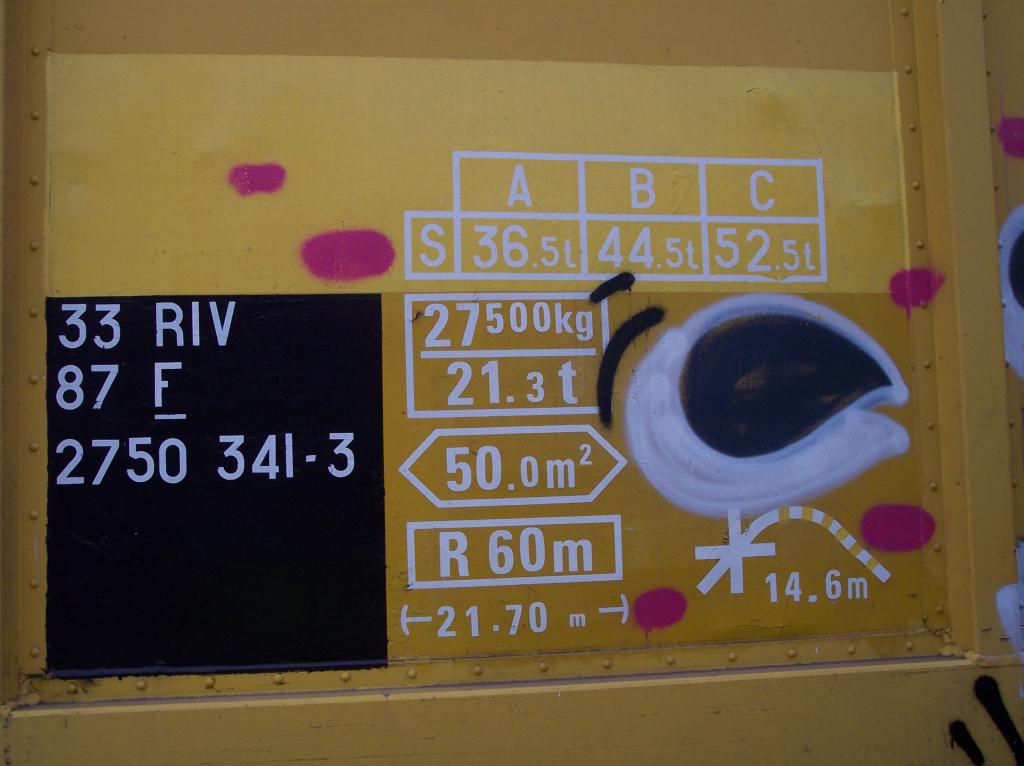 A B C
S 36.5t 44.5t 52.5t
33 RIV
87 F
2750 341-3
27500kg
21.3 t
50.0m²
R 60m
21.70 m
14.6m